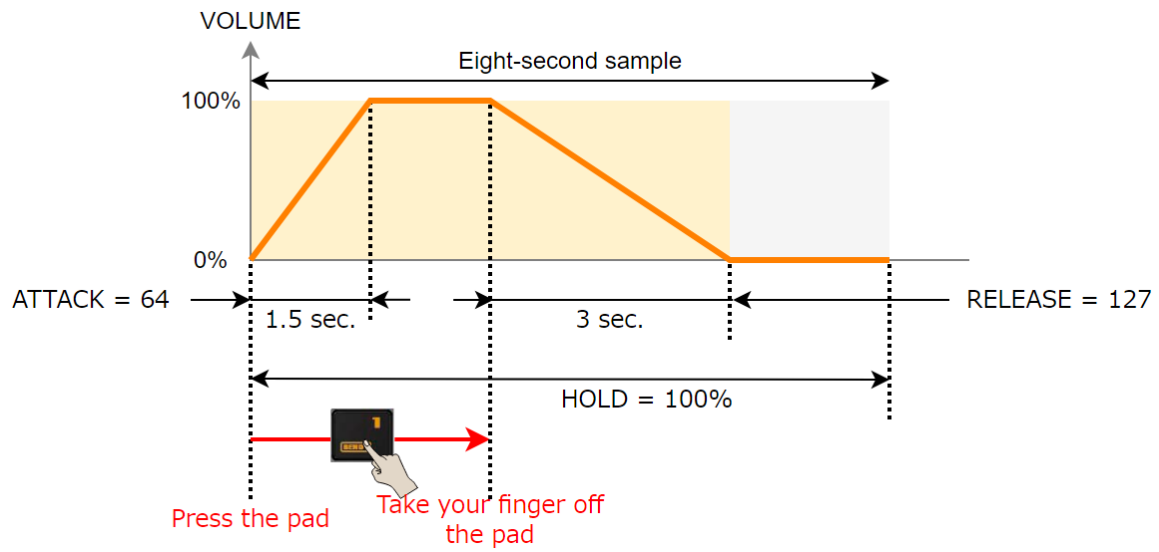 VOLUME
Eight-second sample
100%
0%
ATTACK = 64
1.5 sec.
3 sec.
RELEASE = 127
HOLD = 100%
1
Press the pad
Take your finger off
the pad